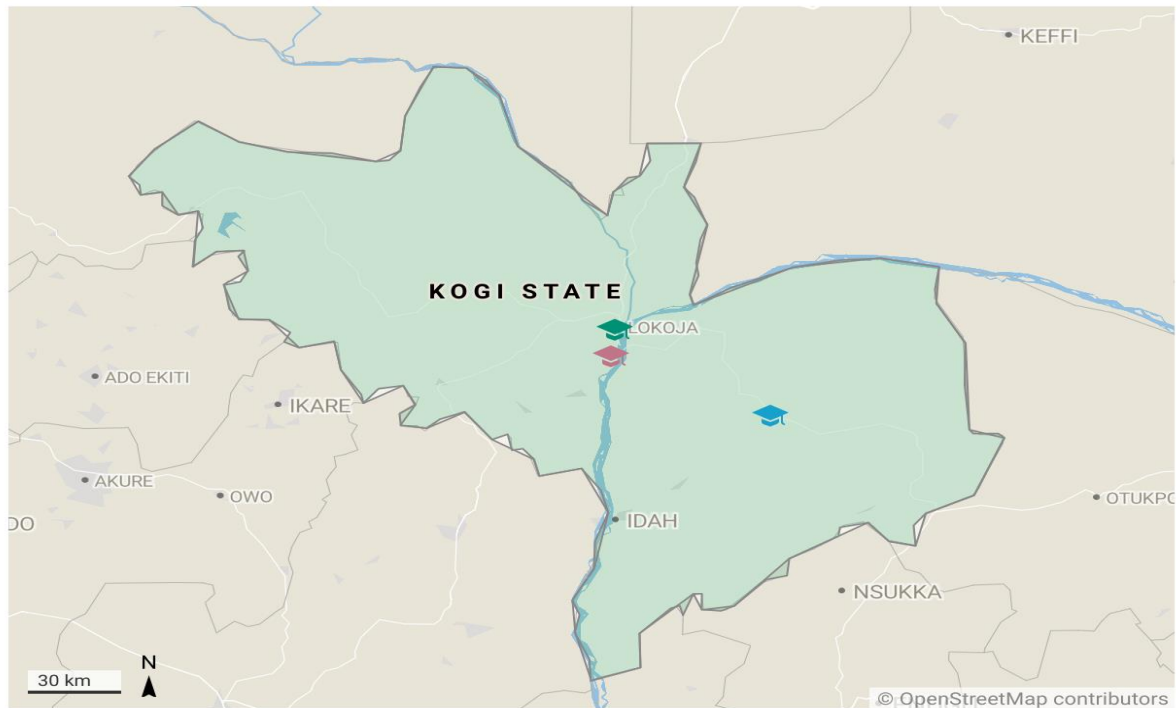 KEFFI
KOGI STATE
LOKOJA
ADO EKITI
IKARE
AKURE
OWO
OTUKPO
DO
IDAH
NSUKKA
N
30 km
© OpenStreetMap contributors